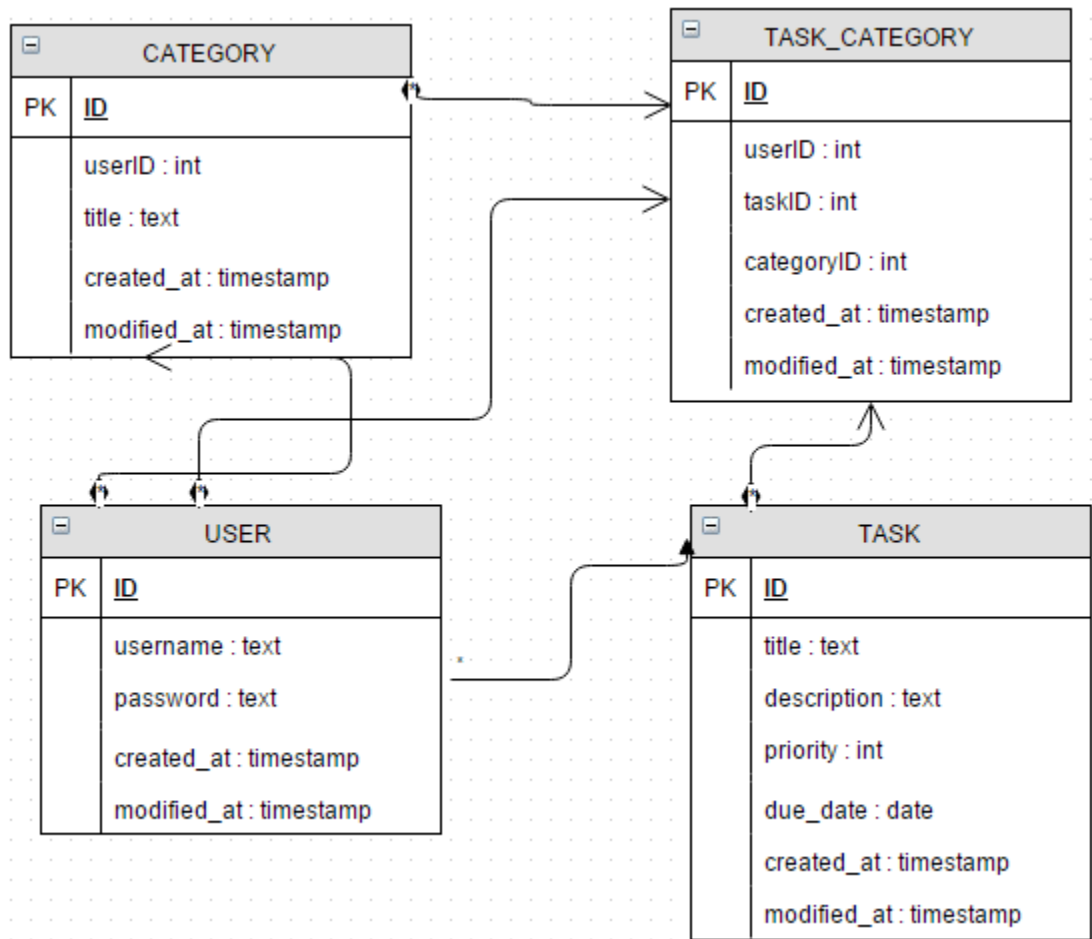 CATEGORY
PK ID
userID : int
title : text
created_at : timestamp
modified_at : timestamp
TASK_CATEGORY
PK ID
userID : int
taskID : int
categoryID : int
created_at : timestamp
modified_at : timestamp
*
*
*
*
*
USER
PK ID
username : text
password : text
created_at : timestamp
modified_at : timestamp
TASK
PK ID
title : text
description : text
priority : int
due_date : date
created_at : timestamp
modified_at : timestamp